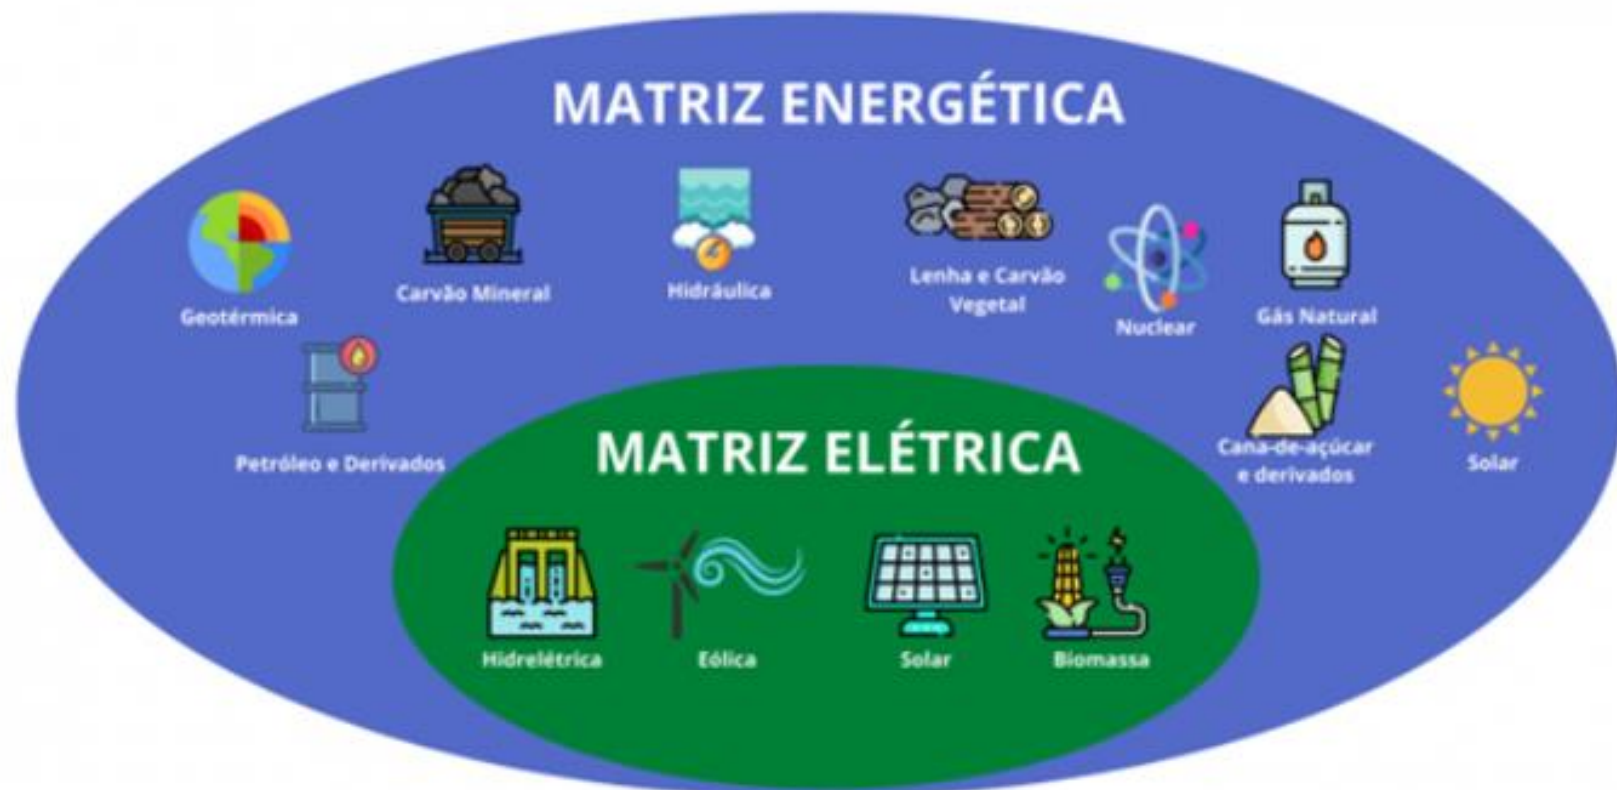 MATRIZ ENERGÉTICA
Geotérmica
Carvão Mineral
Hidráulica
Lenha e Carvão
Vegetal
Nuclear
Gás Natural
Petróleo e Derivados
Cana-de-açúcar
e derivados
Solar
MATRIZ ELÉTRICA
Hidrelétrica
Eólica
Solar
Biomassa